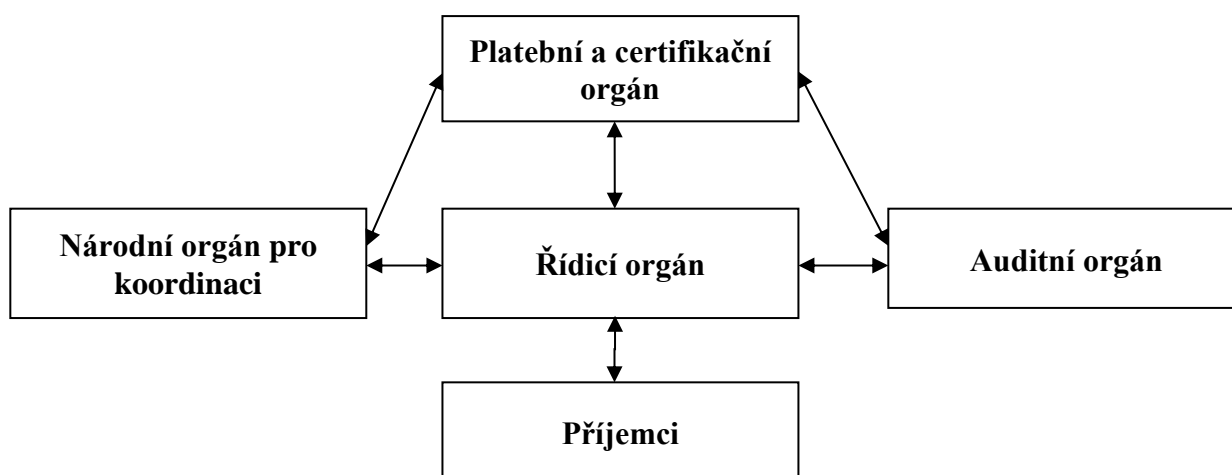 Platební a certifikační
orgán
Národní orgán pro
koordinaci
Řídicí orgán
Auditní orgán
Příjemci